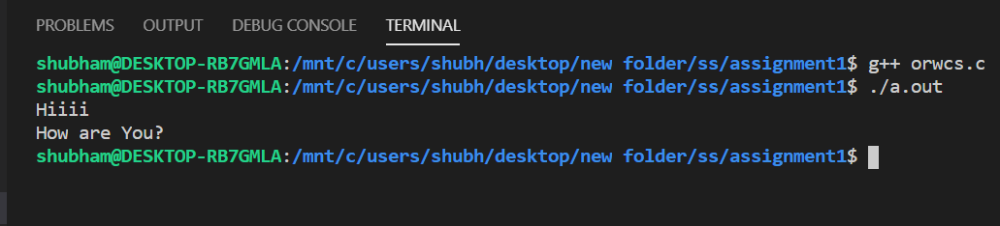 PROBLEMS OUTPUT DEBUG CONSOLE TERMINAL
shubham@DESKTOP-RB7GMLA:/mnt/c/users/shubh/desktop/new folder/ss/assignment1$ g++ orwcs.c
shubham@DESKTOP-RB7GMLA:/mnt/c/users/shubh/desktop/new folder/ss/assignment1$ ./a.out
Hiiii
How are You?
shubham@DESKTOP-RB7GMLA:/mnt/c/users/shubh/desktop/new folder/ss/assignment1$